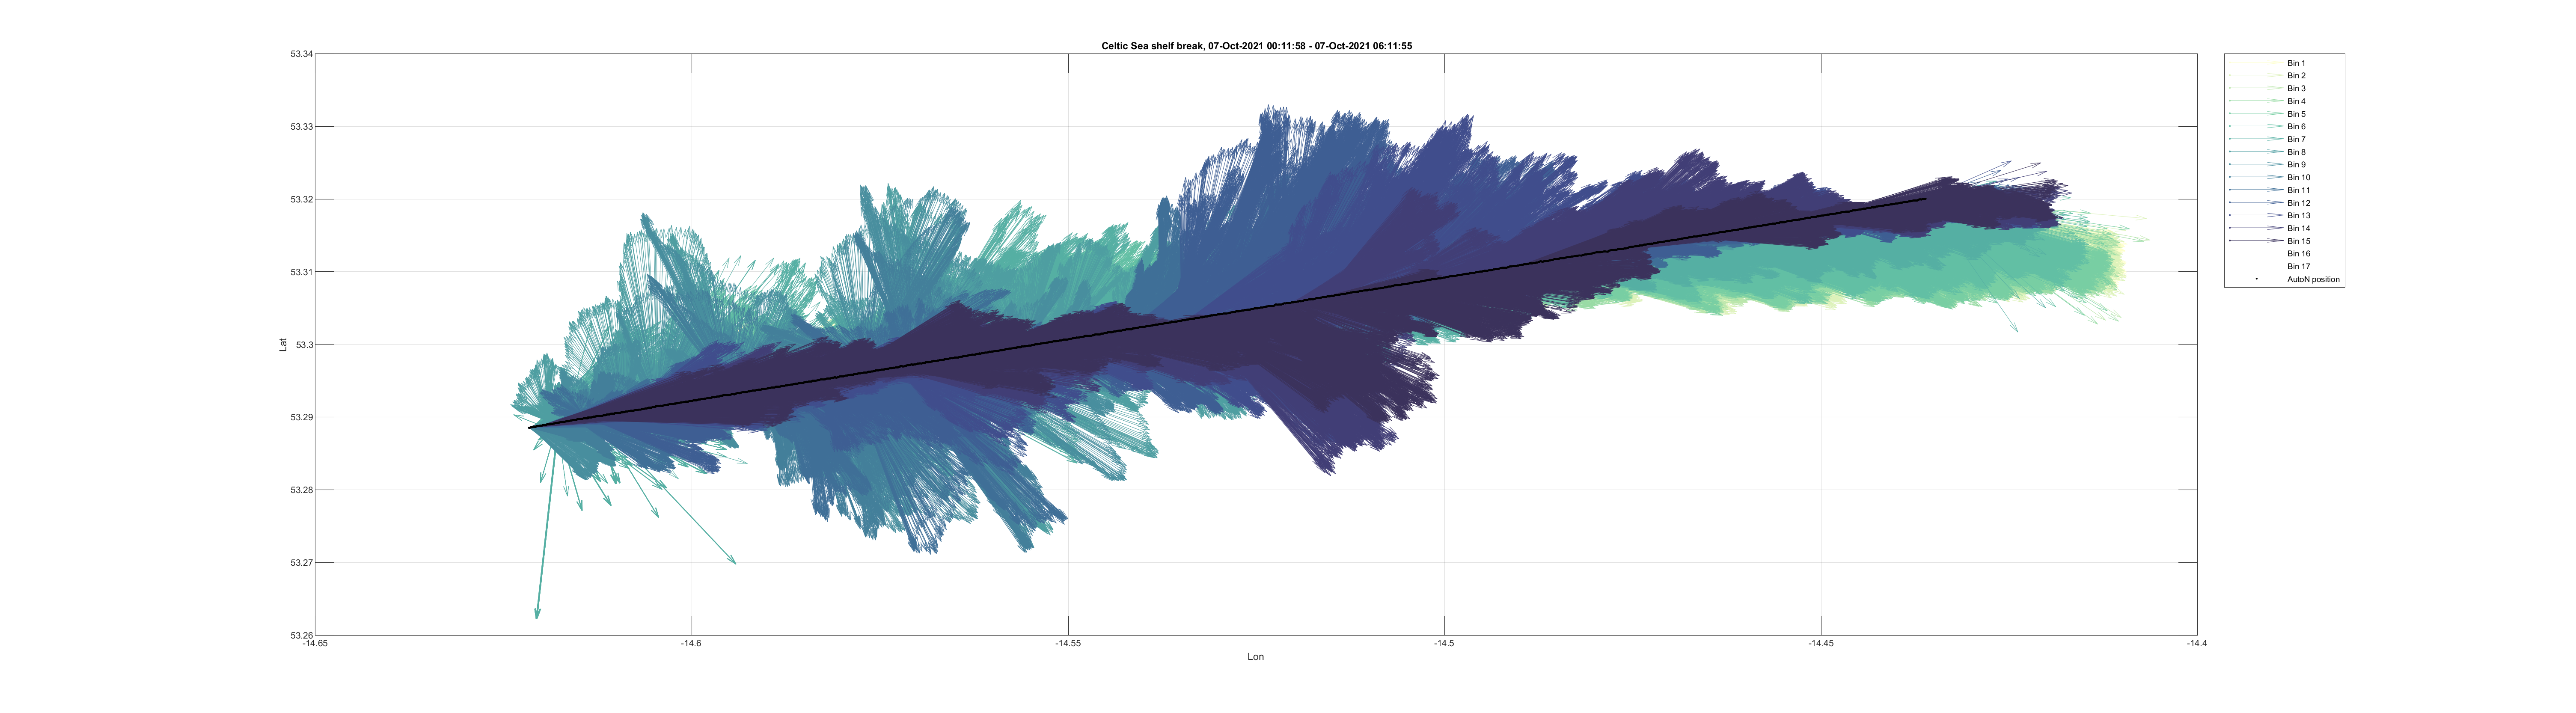 Celtic Sea shelf break, 07-Oct-2021 00:11:58 - 07-Oct-2021 06:11:55
53.34
53.33
53.32
53.31
53.3
53.29
53.28
53.27
53.26
Lat
-14.65
-14.6
-14.55
-14.5
-14.45
-14.4
Lon
Bin 1
Bin 2
Bin 3
Bin 4
Bin 5
Bin 6
Bin 7
Bin 8
Bin 9
Bin 10
Bin 11
Bin 12
Bin 13
Bin 14
Bin 15
Bin 16
Bin 17
AutoN position